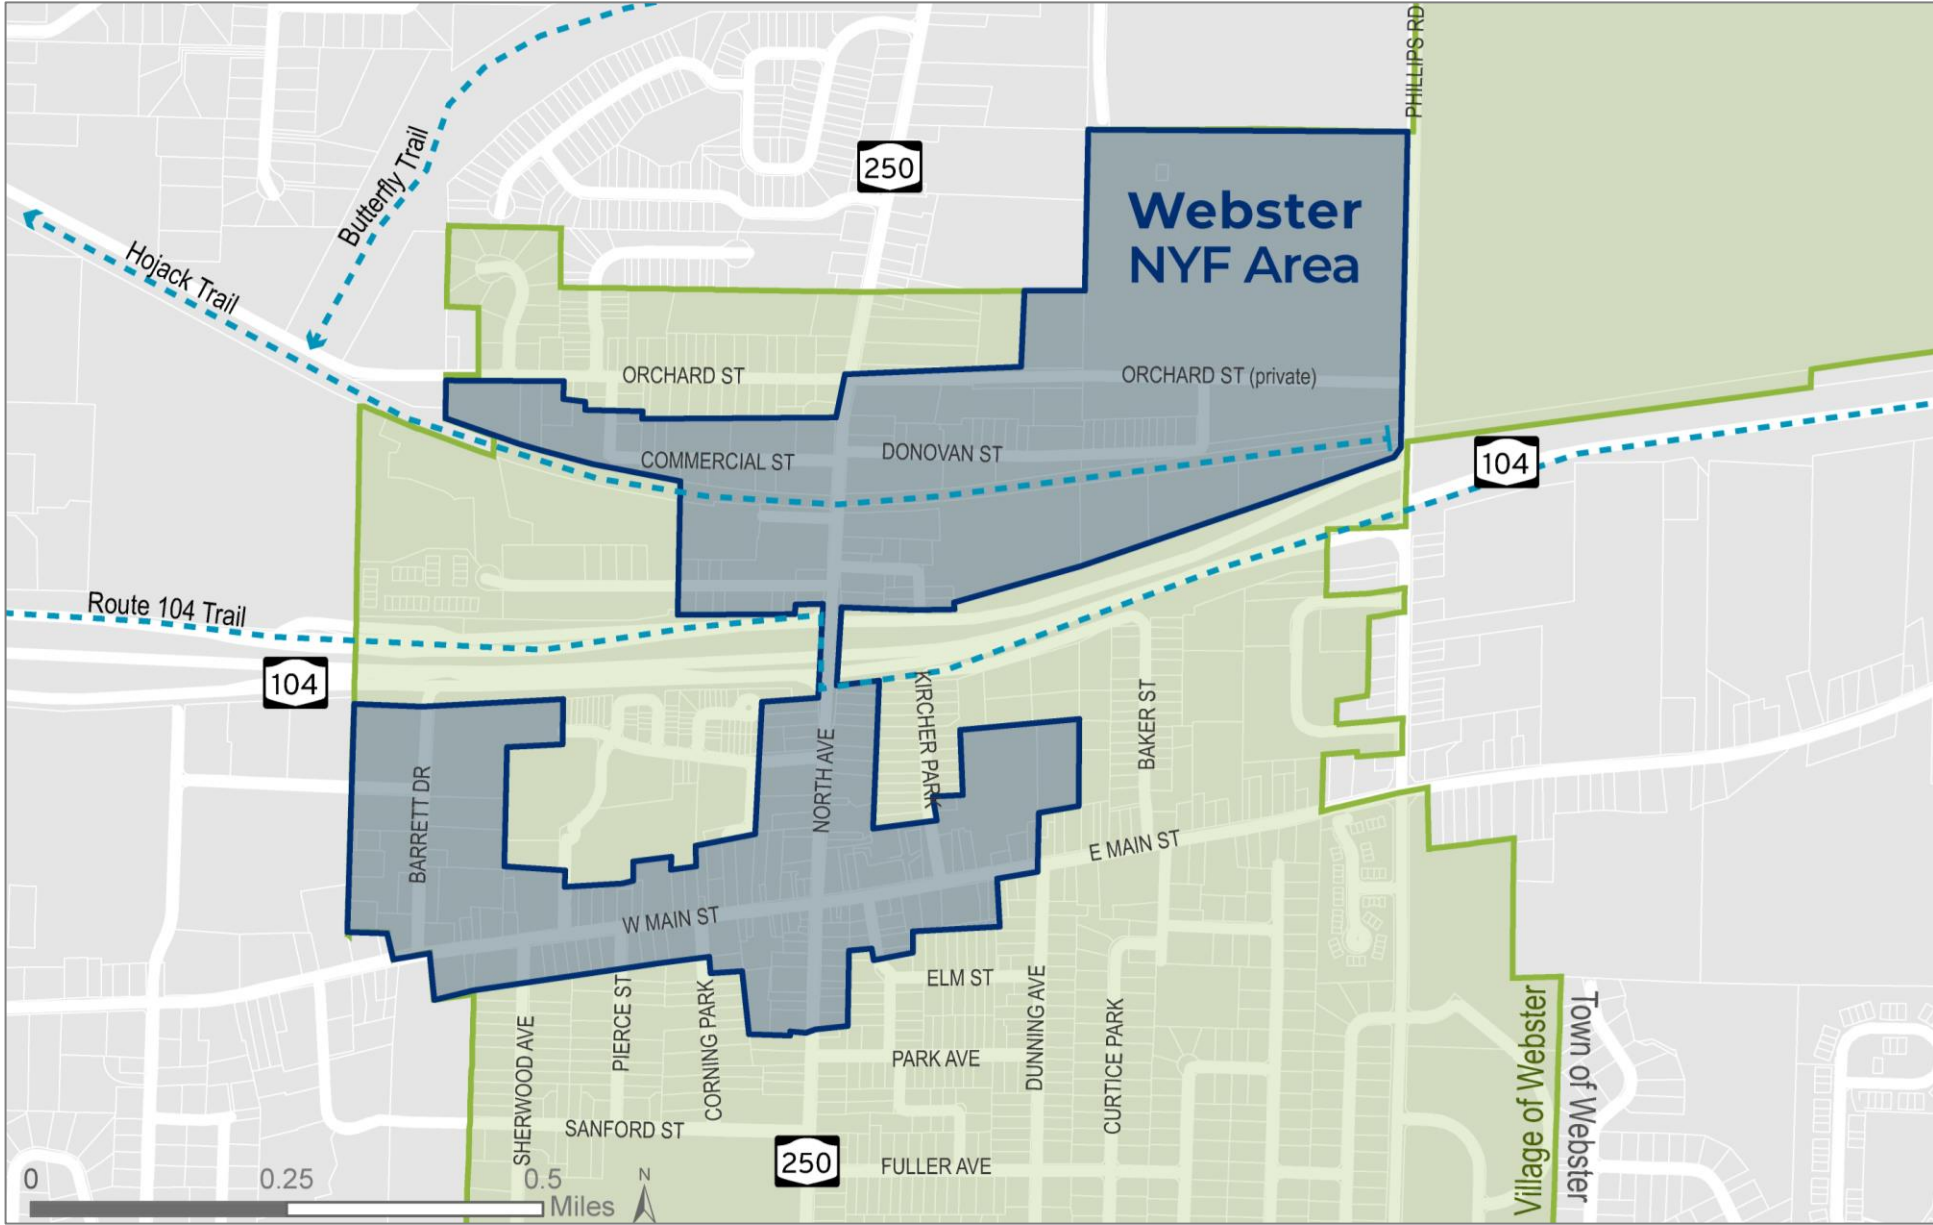 PHILLIPS RD
Butterfly Trail
250
Webster
NYF Area
Hojack Trail
ORCHARD ST
ORCHARD ST (private)
COMMERCIAL ST
DONOVAN ST
104
Route 104 Trail
104
KIRCHER PARK
BAKER ST
NORTH AVE
BARRETT DR
E MAIN ST
W MAIN ST
ELM ST
PIERCE ST
CORNING PARK
DUNNING AVE
CURTICE PARK
SHERWOOD AVE
PARK AVE
Village of Webster
Town of Webster
SANFORD ST
250
FULLER AVE
0 0.25 0.5
Miles
N